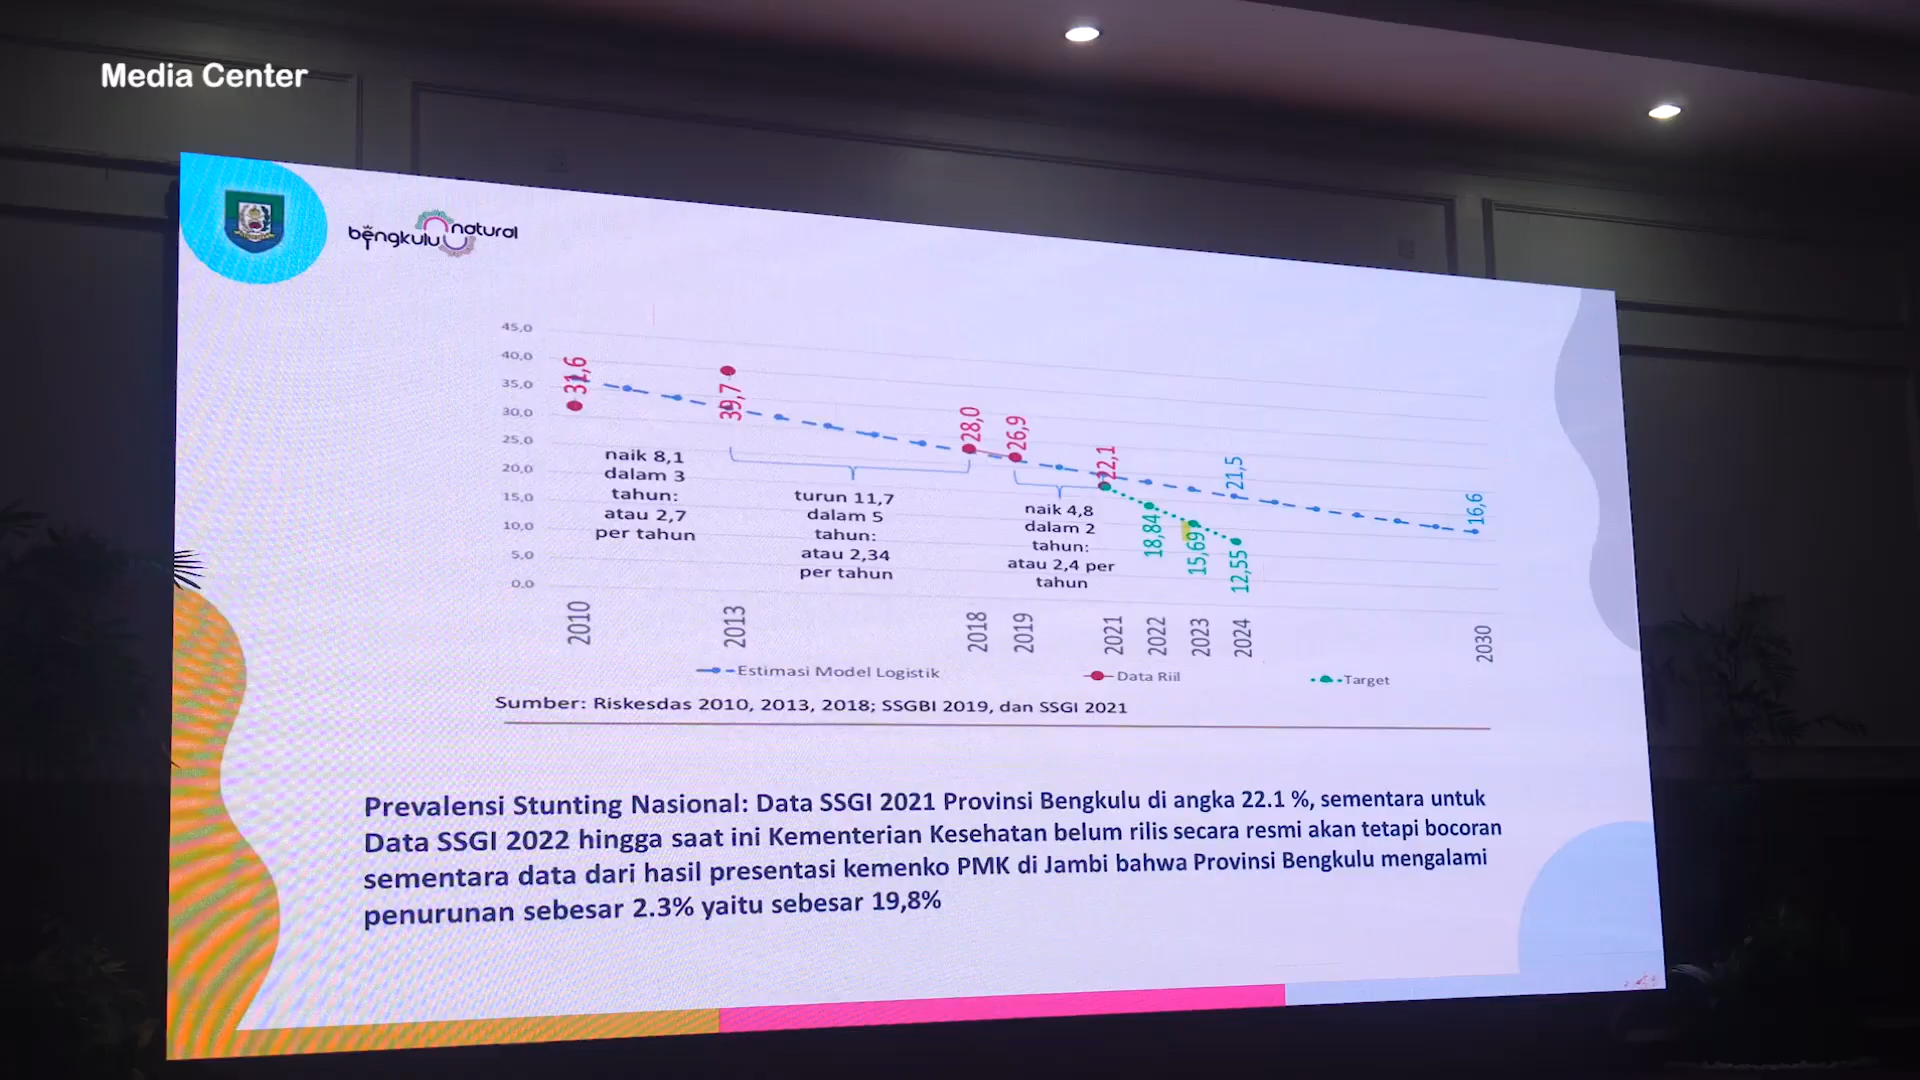 Media Center
bengkulu natural
45,0
40,0
35,0
30,0
25,0
20,0
15,0
10,0
5,0
0,0
31,6
39,7
28,0
26,9
22,1
21,5
16,6
18,84
15,69
12,55
naik 8,1
dalam 3
tahun:
atau 2,7
per tahun
turun 11,7
dalam 5
tahun:
atau 2,34
per tahun
naik 4,8
dalam 2
tahun:
atau 2,4 per
tahun
2010
2013
2018
2019
2021
2022
2023
2024
2030
Estimasi Model Logistik
Data Riil
Target
Sumber: Riskesdas 2010, 2013, 2018; SSGBI 2019, dan SSGI 2021
Prevalensi Stunting Nasional: Data SSGI 2021 Provinsi Bengkulu di angka 22.1 %, sementara untuk
Data SSGI 2022 hingga saat ini Kementerian Kesehatan belum rilis secara resmi akan tetapi bocoran
sementara data dari hasil presentasi kemenko PMK di Jambi bahwa Provinsi Bengkulu mengalami
penurunan sebesar 2.3% yaitu sebesar 19,8%